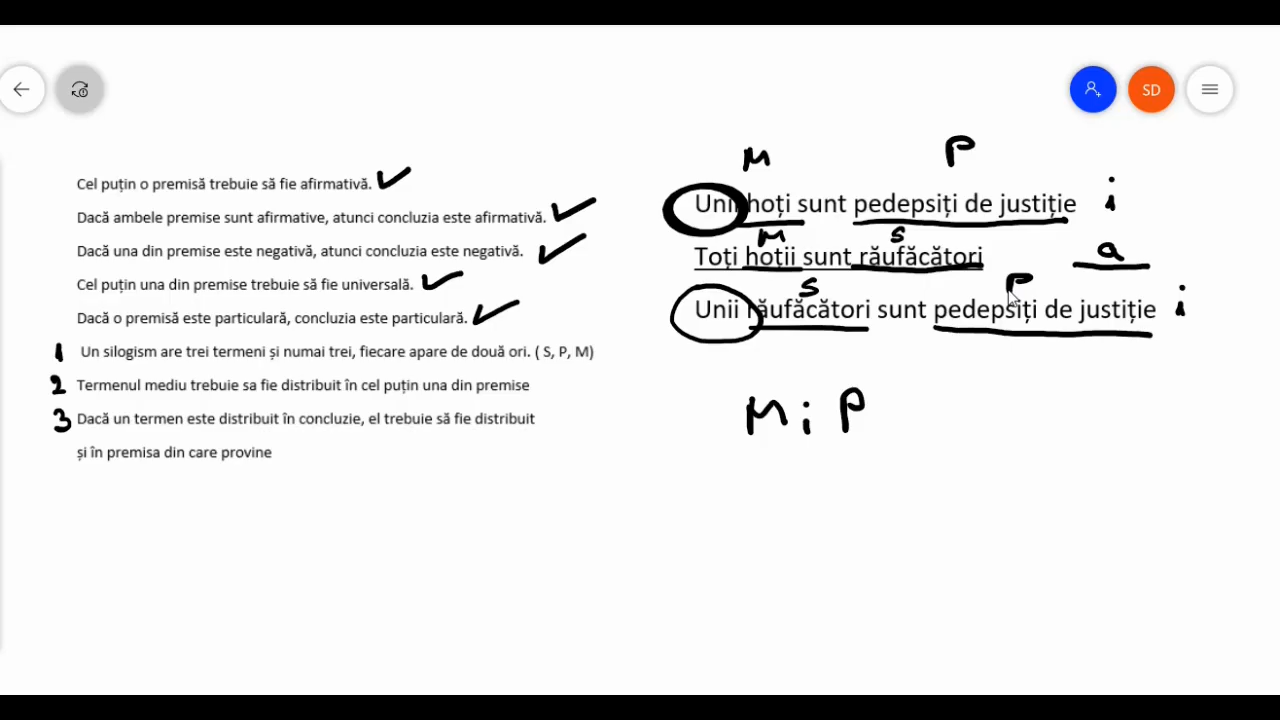 SD
Cel puțin o premisă trebuie să fie afirmativă.
Dacă ambele premise sunt afirmative, atunci concluzia este afirmativă.
Dacă una din premise este negativă, atunci concluzia este negativă.
Cel puțin una din premise trebuie să fie universală.
Dacă o premisă este particulară, concluzia este particulară.
1 Un silogism are trei termeni și numai trei, fiecare apare de două ori. ( S, P, M)
2 Termenul mediu trebuie sa fie distribuit în cel puțin una din premise
3 Dacă un termen este distribuit în concluzie, el trebuie să fie distribuit
și în premisa din care provine
M P
Unii hoți sunt pedepsiți de justiție i
M S
Toți hoții sunt răufăcători a
S P
Unii răufăcători sunt pedepsiți de justiție i
M i P